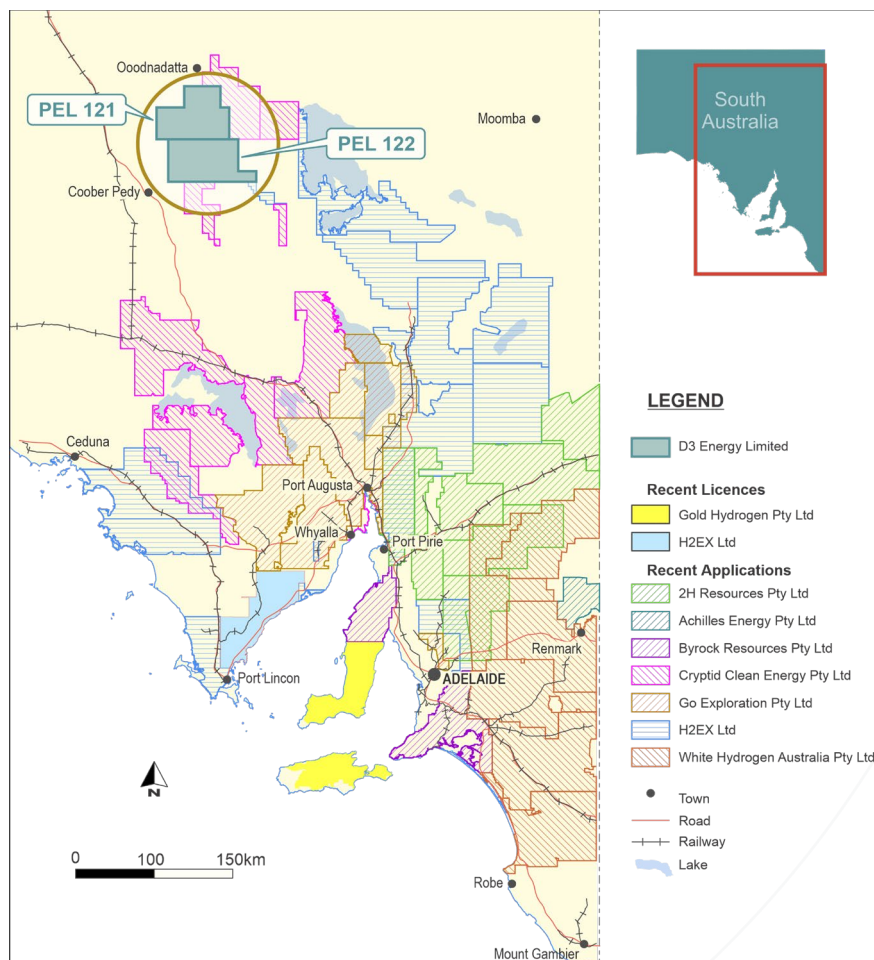 Ooodnadatta
PEL 121
Moomba
PEL 122
Coober Pedy
Ceduna
Port Augusta
Whyalla
Port Pirie
Renmark
Port Lincon
ADELAIDE
N
0 100 150km
Robe
Mount Gambier
South
Australia
LEGEND
D3 Energy Limited
Recent Licences
Gold Hydrogen Pty Ltd
H2EX Ltd
Recent Applications
2H Resources Pty Ltd
Achilles Energy Pty Ltd
Byrock Resources Pty Ltd
Cryptid Clean Energy Pty Ltd
Go Exploration Pty Ltd
H2EX Ltd
White Hydrogen Australia Pty Ltd
Town
Road
Railway
Lake